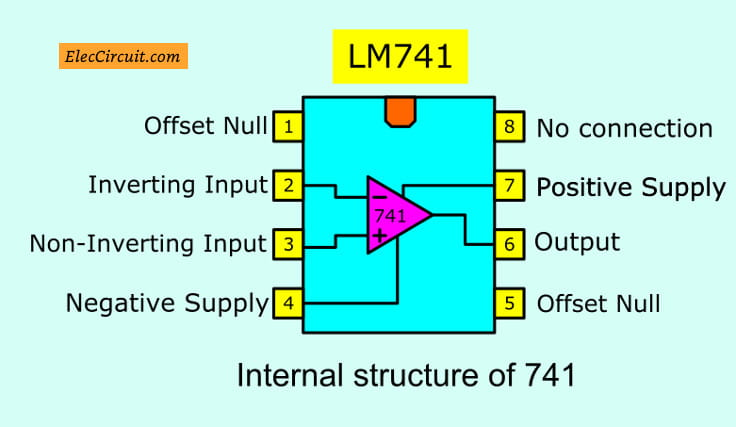 ElecCircuit.com
LM741
Offset Null 1
Inverting Input 2
Non-Inverting Input 3
Negative Supply 4
8 No connection
7 Positive Supply
6 Output
5 Offset Null
−
741
+
Internal structure of 741